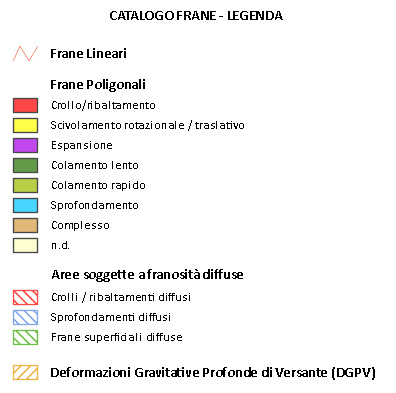 CATALOGO FRANE - LEGENDA
Frane Lineari
Frane Poligonali
Crollo/ribaltamento
Scivolamento rotazionale / traslativo
Espansione
Colamento lento
Colamento rapido
Sprofondamento
Complesso
n.d.
Aree soggette a franosità diffuse
Crolli / ribaltamenti diffusi
Sprofondamenti diffusi
Frane superficiali diffuse
Deformazioni Gravitative Profonde di Versante (DGPV)